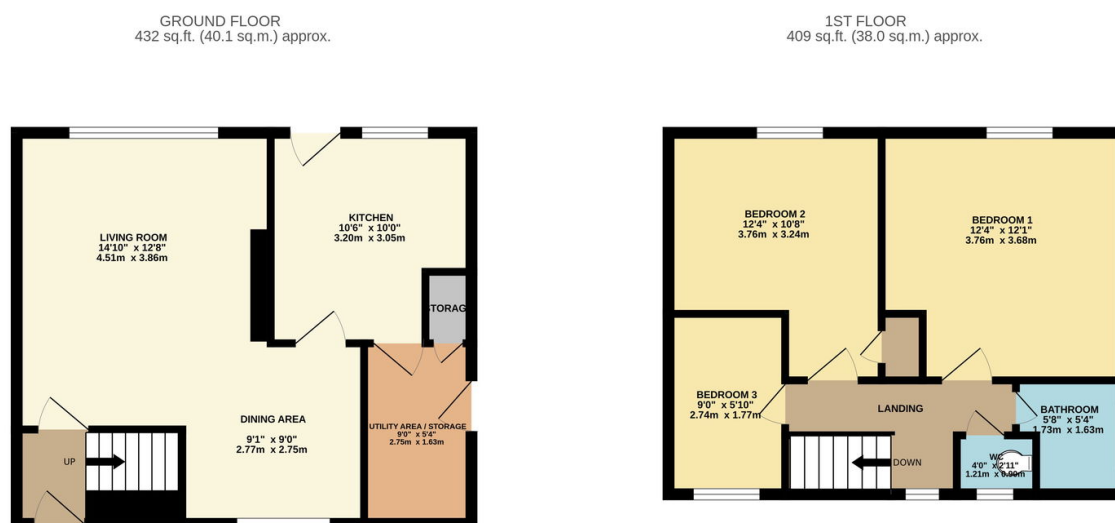 GROUND FLOOR
432 sq.ft. (40.1 sq.m.) approx.
1ST FLOOR
409 sq.ft. (38.0 sq.m.) approx.
LIVING ROOM
14'10" x 12'8"
4.51m x 3.86m
KITCHEN
10'6" x 10'0"
3.20m x 3.05m
STORAGE
DINING AREA
9'1" x 9'0"
2.77m x 2.75m
UTILITY AREA / STORAGE
9'0" x 5'4"
2.75m x 1.63m
UP
BEDROOM 2
12'4" x 10'8"
3.76m x 3.24m
BEDROOM 1
12'4" x 12'1"
3.76m x 3.68m
BEDROOM 3
9'0" x 5'10"
2.74m x 1.77m
LANDING
BATHROOM
5'8" x 5'4"
1.73m x 1.63m
DOWN
WC
4'0" x 2'11"
1.21m x 0.90m